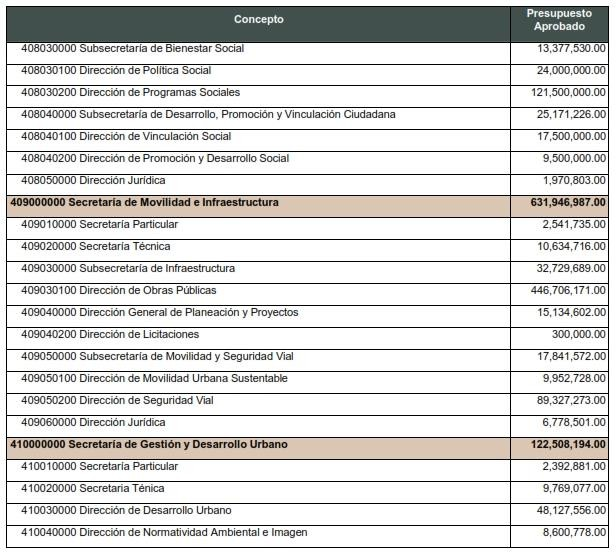 Concepto Presupuesto
Aprobado
408030000 Subsecretaría de Bienestar Social 13,377,530.00
408030100 Dirección de Política Social 24,000,000.00
408030200 Dirección de Programas Sociales 121,500,000.00
408040000 Subsecretaría de Desarrollo, Promoción y Vinculación Ciudadana 25,171,226.00
408040100 Dirección de Vinculación Social 17,500,000.00
408040200 Dirección de Promoción y Desarrollo Social 9,500,000.00
408050000 Dirección Jurídica 1,970,803.00
409000000 Secretaría de Movilidad e Infraestructura 631,946,987.00
409010000 Secretaría Particular 2,541,735.00
409020000 Secretaría Técnica 10,634,716.00
409030000 Subsecretaría de Infraestructura 32,729,689.00
409030100 Dirección de Obras Públicas 446,706,171.00
409040000 Dirección General de Planeación y Proyectos 15,134,602.00
409040200 Dirección de Licitaciones 300,000.00
409050000 Subsecretaría de Movilidad y Seguridad Vial 17,841,572.00
409050100 Dirección de Movilidad Urbana Sustentable 9,952,728.00
409050200 Dirección de Seguridad Vial 89,327,273.00
409060000 Dirección Jurídica 6,778,501.00
410000000 Secretaría de Gestión y Desarrollo Urbano 122,508,194.00
410010000 Secretaría Particular 2,392,881.00
410020000 Secretaria Ténica 9,769,077.00
410030000 Dirección de Desarrollo Urbano 48,127,556.00
410040000 Dirección de Normatividad Ambiental e Imagen 8,600,778.00